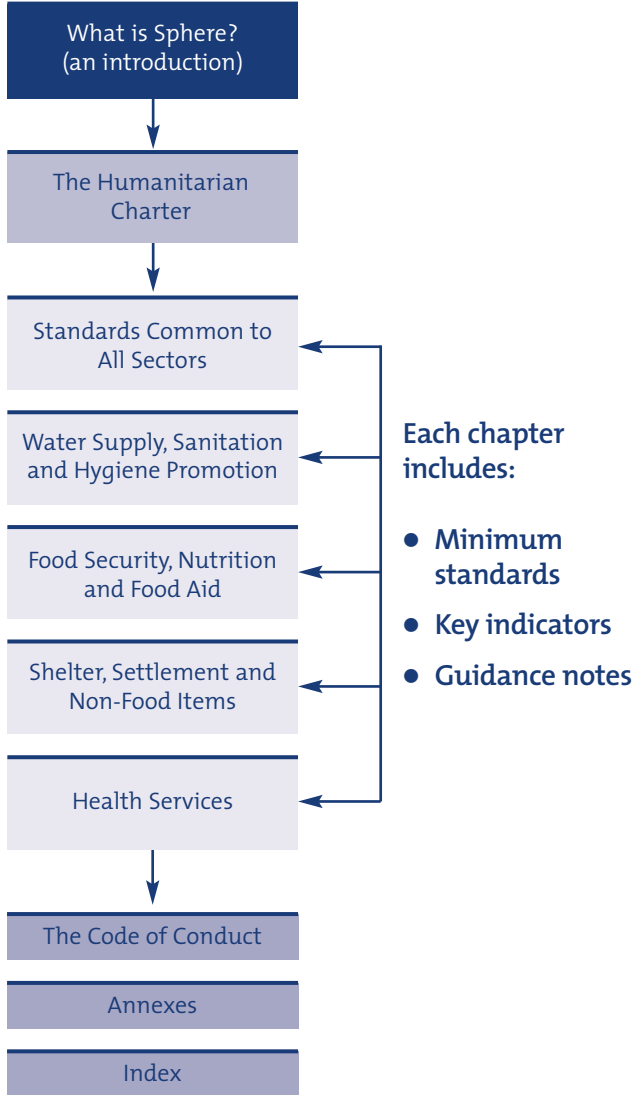 What is Sphere?
(an introduction)
The Humanitarian
Charter
Standards Common to
All Sectors
Water Supply, Sanitation
and Hygiene Promotion
Food Security, Nutrition
and Food Aid
Shelter, Settlement and
Non-Food Items
Health Services
The Code of Conduct
Annexes
Index
Each chapter
includes:
● Minimum
standards
● Key indicators
● Guidance notes